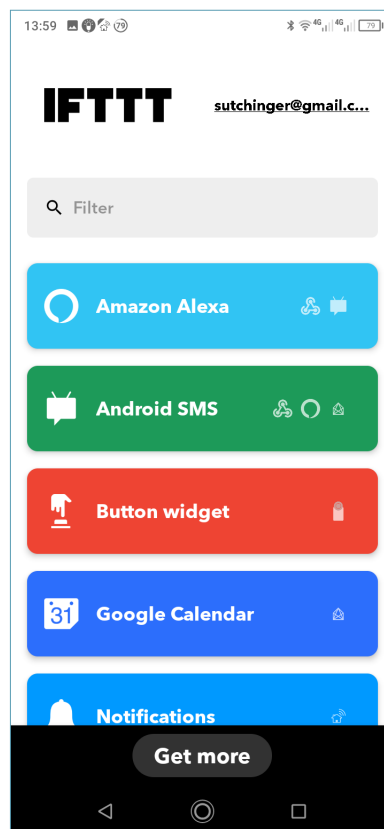 13:59 79 4G 4G 79
IFTTT sutchinger@gmail.c...
Filter
Amazon Alexa
Android SMS
Button widget
31 Google Calendar
Notifications
Get more